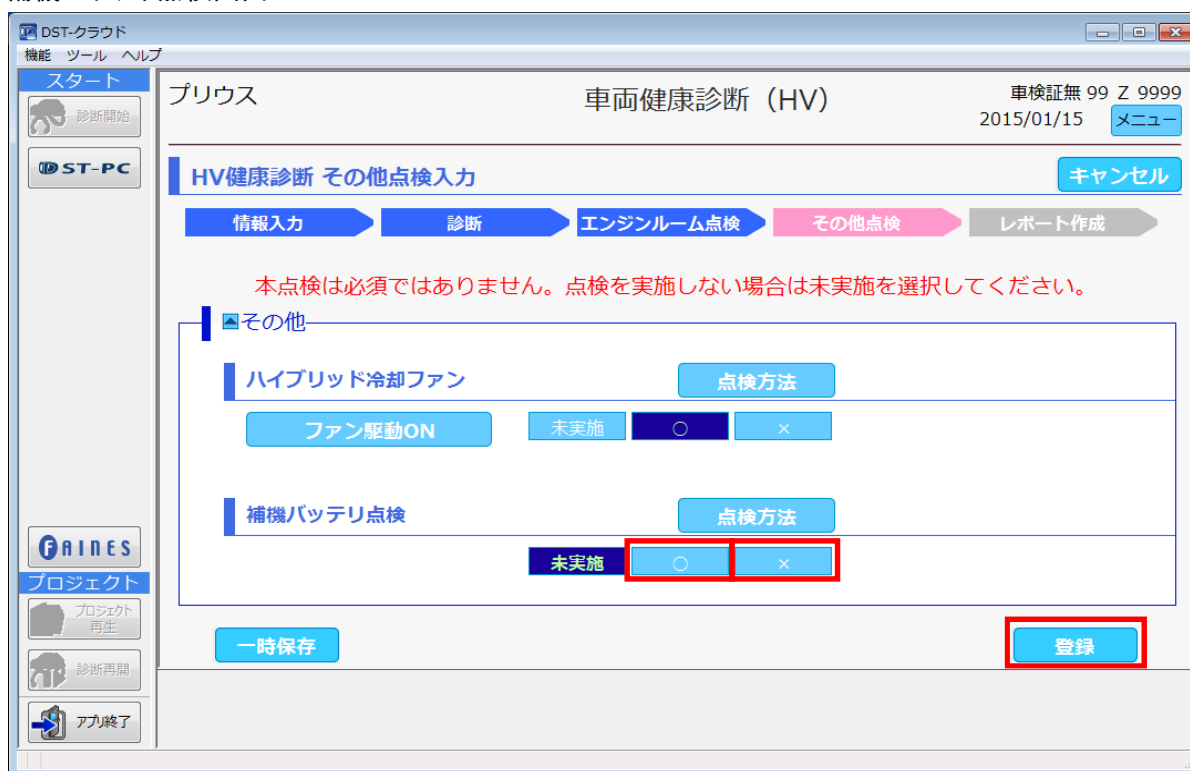 DST-クラウド
機能 ツール ヘルプ
スタート
診断開始
DST-PC
プリウス
車両健康診断（HV）
車検証無 99 Z 9999
2015/01/15
メニュー
HV健康診断 その他点検入力
キャンセル
情報入力
診断
エンジンルーム点検
その他点検
レポート作成
本点検は必須ではありません。点検を実施しない場合は未実施を選択してください。
その他
ハイブリッド冷却ファン
点検方法
ファン駆動ON
未実施
○
×
補機バッテリ点検
点検方法
未実施
○
×
FAINES
プロジェクト
プロジェクト
再生
診断再開
アプリ終了
一時保存
登録